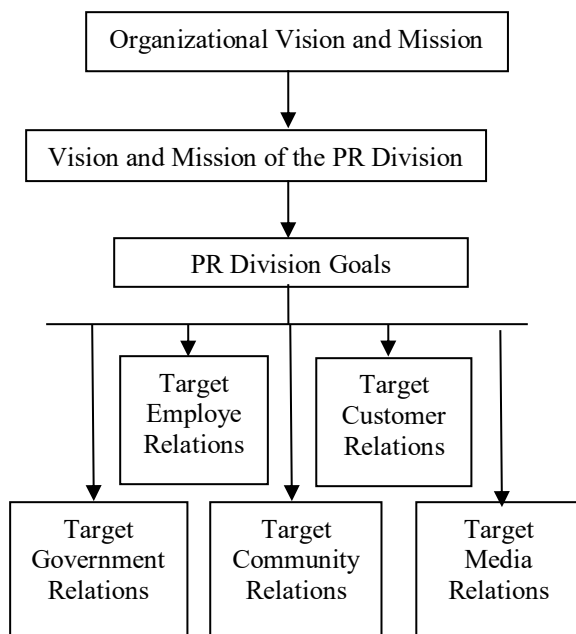 Organizational Vision and Mission
Vision and Mission of the PR Division
PR Division Goals
Target
Employe
Relations
Target
Customer
Relations
Target
Government
Relations
Target
Community
Relations
Target
Media
Relations